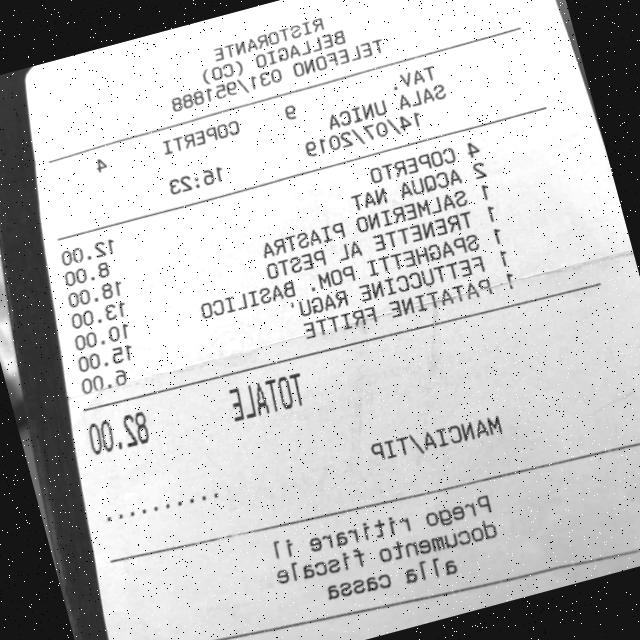 RISTORANTE
BELLAGIO (CO)
TELEFONO 031/951888
TAV. 9 COPERTI 4
SALA UNICA
14/07/2019 16:23
4 COPERTO 12.00
2 ACQUA NAT 8.00
1 SALMERINO PIASTRA 18.00
1 TRENETTE AL PESTO 13.00
1 SPAGHETTI POM. BASILICO 10.00
1 FETTUCCINE RAGU' 15.00
1 PATATINE FRITTE 6.00
TOTALE 82.00
MANCIA/TIP ..........
Prego ritirare il
documento fiscale
alla cassa